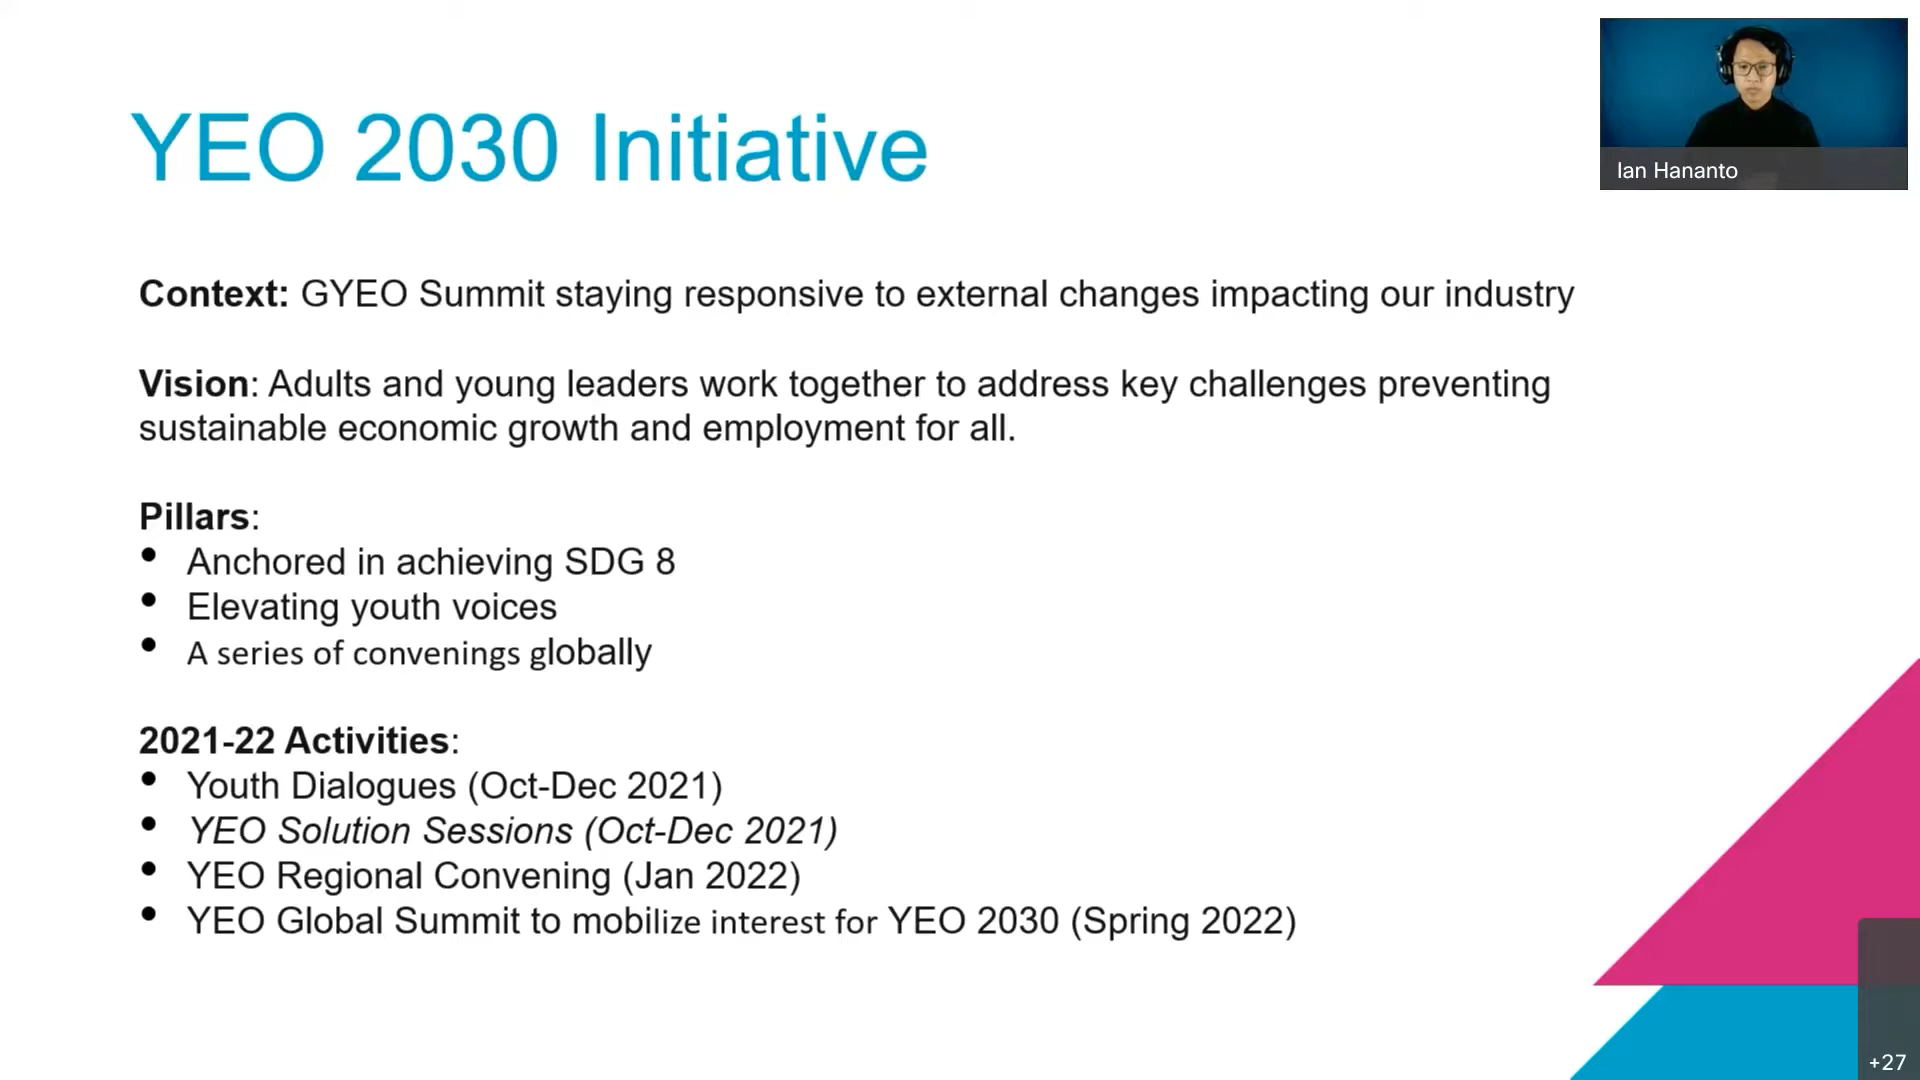 YEO 2030 Initiative
Ian Hananto
Context: GYEO Summit staying responsive to external changes impacting our industry
Vision: Adults and young leaders work together to address key challenges preventing
sustainable economic growth and employment for all.
Pillars:
• Anchored in achieving SDG 8
• Elevating youth voices
• A series of convenings globally
2021-22 Activities:
• Youth Dialogues (Oct-Dec 2021)
• YEO Solution Sessions (Oct-Dec 2021)
• YEO Regional Convening (Jan 2022)
• YEO Global Summit to mobilize interest for YEO 2030 (Spring 2022)
+27